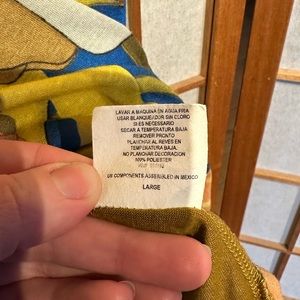 LAVAR A MAQUINA EN AGUA FRIA
USAR BLANQUEADOR SIN CLORO
SI ES NECESARIO
SECAR A TEMPERATURA BAJA
REMOVER PRONTO
PLANCHAR AL REVES EN
TEMPERATURA BAJA.
NO PLANCHAR DECORACION
100% POLIESTER
US COMPONENTS ASSEMBLED IN MEXICO
LARGE